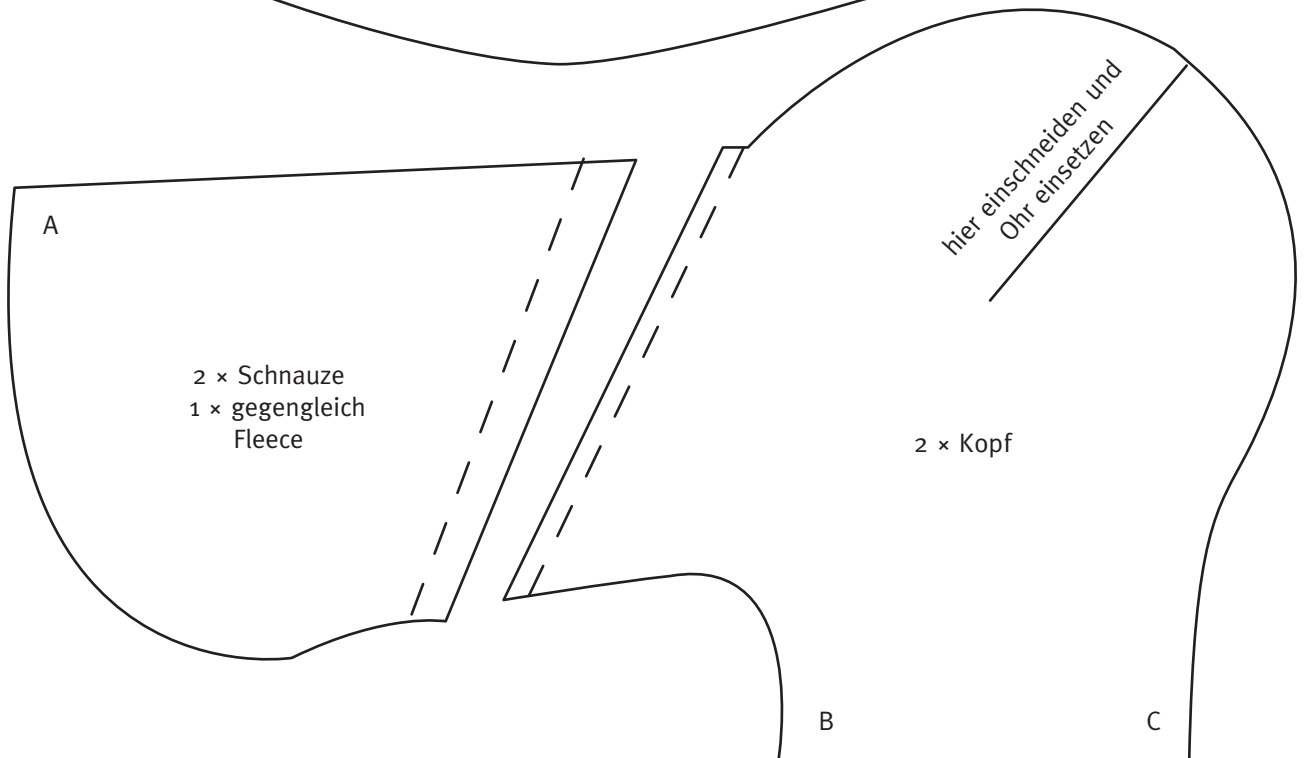 hier einschneiden und
Ohr einsetzen
A
2 × Schnauze
1 × gegengleich
Fleece
2 × Kopf
B
C